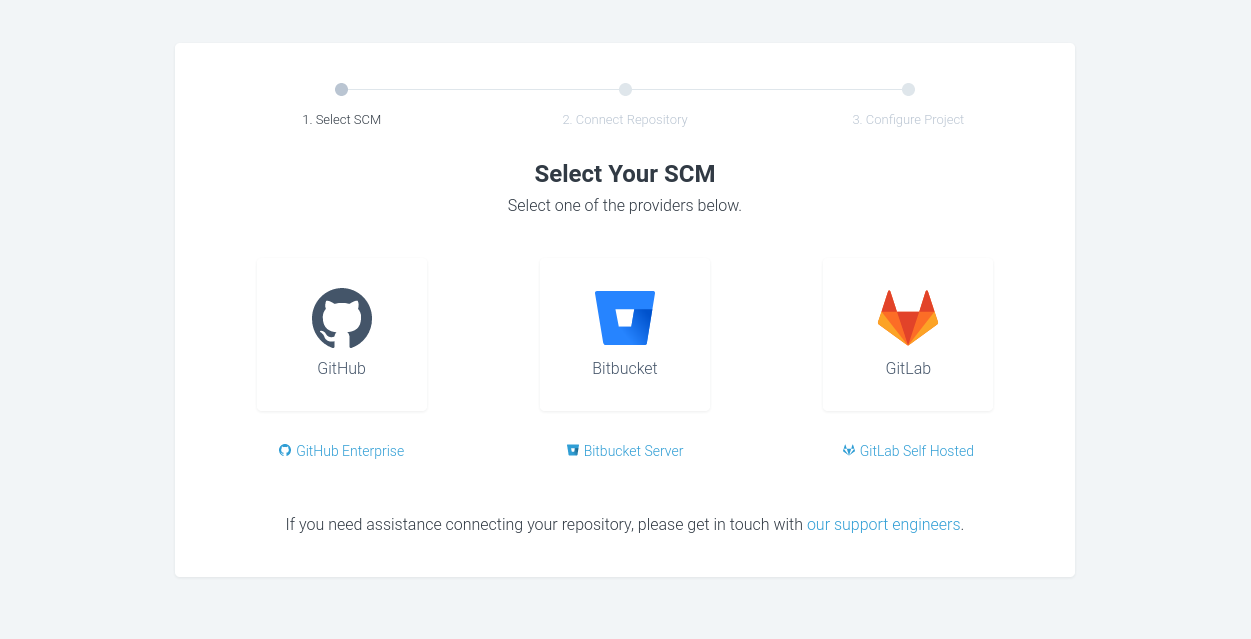 1. Select SCM
2. Connect Repository
3. Configure Project
Select Your SCM
Select one of the providers below.
GitHub
Bitbucket
GitLab
GitHub Enterprise
Bitbucket Server
GitLab Self Hosted
If you need assistance connecting your repository, please get in touch with our support engineers.